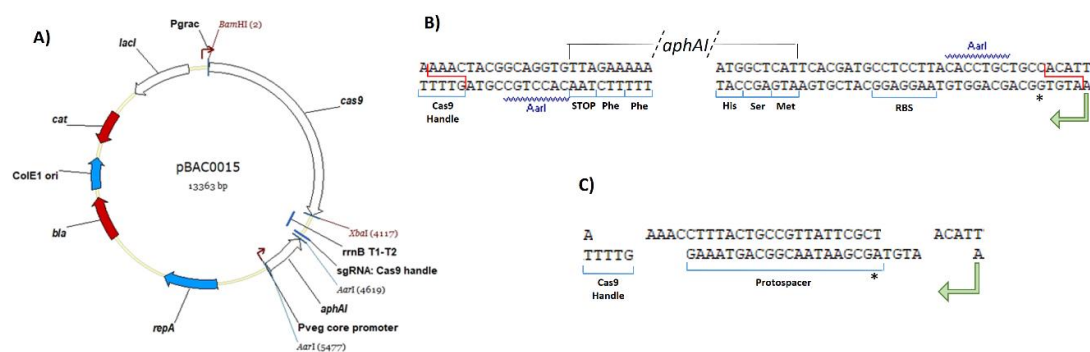 A)
Pgrac
BamHI (2)
lacI
cas9
cat
ColE1 ori
pBAC0015
13363 bp
bla
XbaI (4117)
rrnB T1-T2
sgRNA: Cas9 handle
AarI (4619)
aphAI
Pveg core promoter
AarI (5477)
repA
B)
aphAI
AarI
AAAACTACGGCAGGTGTTAGAAAAA ATGGCTCATTCACGATGCCTCCTTACACCTGCTGCCACATT
TTTTGATGCCGTCCACAATCTTTTT TACCGAGTAAGTGCTACGGAGGAATGTGGACGACGGTGTAA
Cas9 Handle AarI STOP Phe Phe His Ser Met RBS *
C)
A AAACCTTTACTGCCGTTATTCGCT ACATT
TTTTG GAAATGACGGCAATAAGCGATGTA A
Cas9 Handle Protospacer *